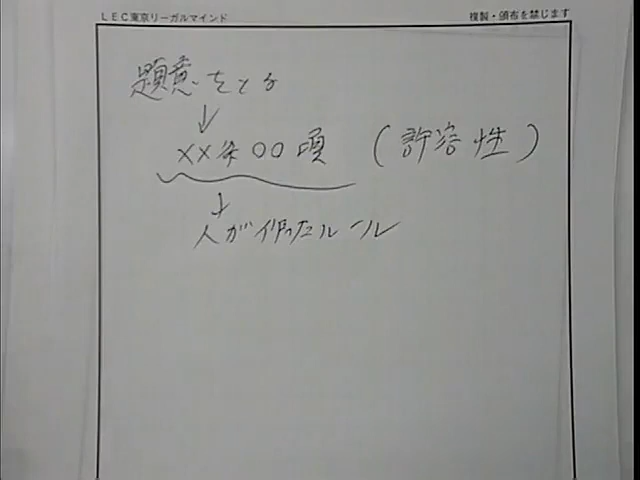 LEC東京リーガルマインド
複製・頒布を禁じます
題意をとる
↓
××条○○項 (許容性)
↓
人が作ったルール